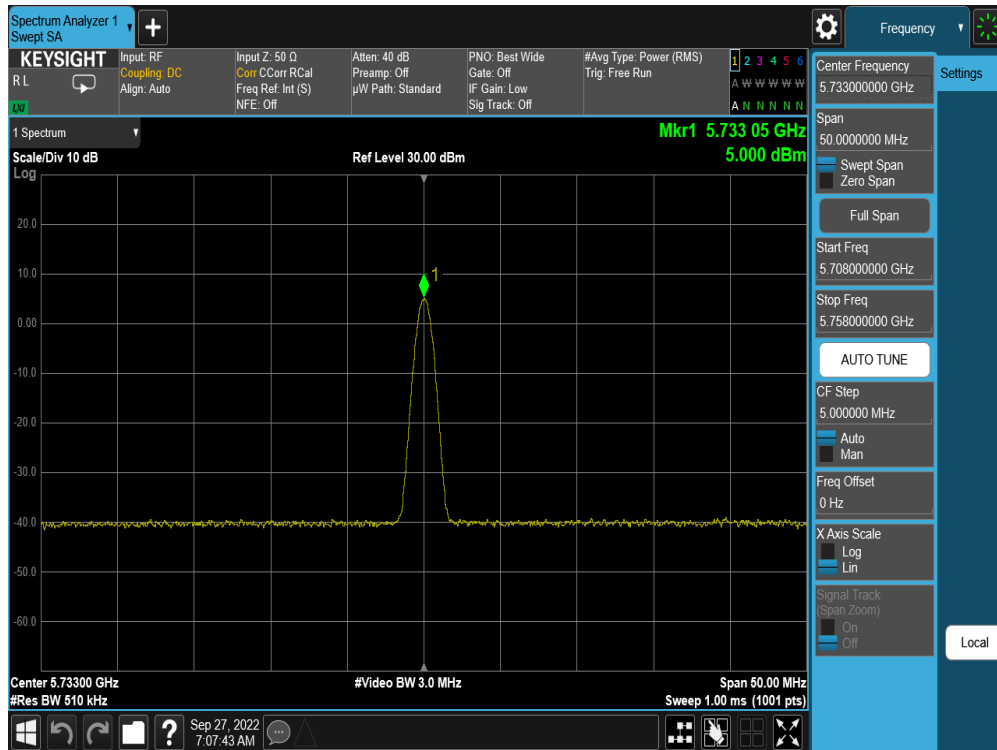 Spectrum Analyzer 1
Swept SA
+
Frequency
KEYSIGHT
R L
LXI
Input: RF
Coupling: DC
Align: Auto
Input Z: 50 Ω
Corr CCorr RCal
Freq Ref: Int (S)
NFE: Off
Atten: 40 dB
Preamp: Off
µW Path: Standard
PNO: Best Wide
Gate: Off
IF Gain: Low
Sig Track: Off
#Avg Type: Power (RMS)
Trig: Free Run
1 2 3 4 5 6
A W W W W W
A N N N N N
1 Spectrum
Scale/Div 10 dB
Log
Ref Level 30.00 dBm
Mkr1 5.733 05 GHz
5.000 dBm
1
20.0
10.0
0.00
-10.0
-20.0
-30.0
-40.0
-50.0
-60.0
Center 5.73300 GHz
#Res BW 510 kHz
#Video BW 3.0 MHz
Span 50.00 MHz
Sweep 1.00 ms (1001 pts)
?
Sep 27, 2022
7:07:43 AM
Center Frequency
5.733000000 GHz
Settings
Span
50.0000000 MHz
Swept Span
Zero Span
Full Span
Start Freq
5.708000000 GHz
Stop Freq
5.758000000 GHz
AUTO TUNE
CF Step
5.000000 MHz
Auto
Man
Freq Offset
0 Hz
X Axis Scale
Log
Lin
Signal Track
(Span Zoom)
On
Off
Local